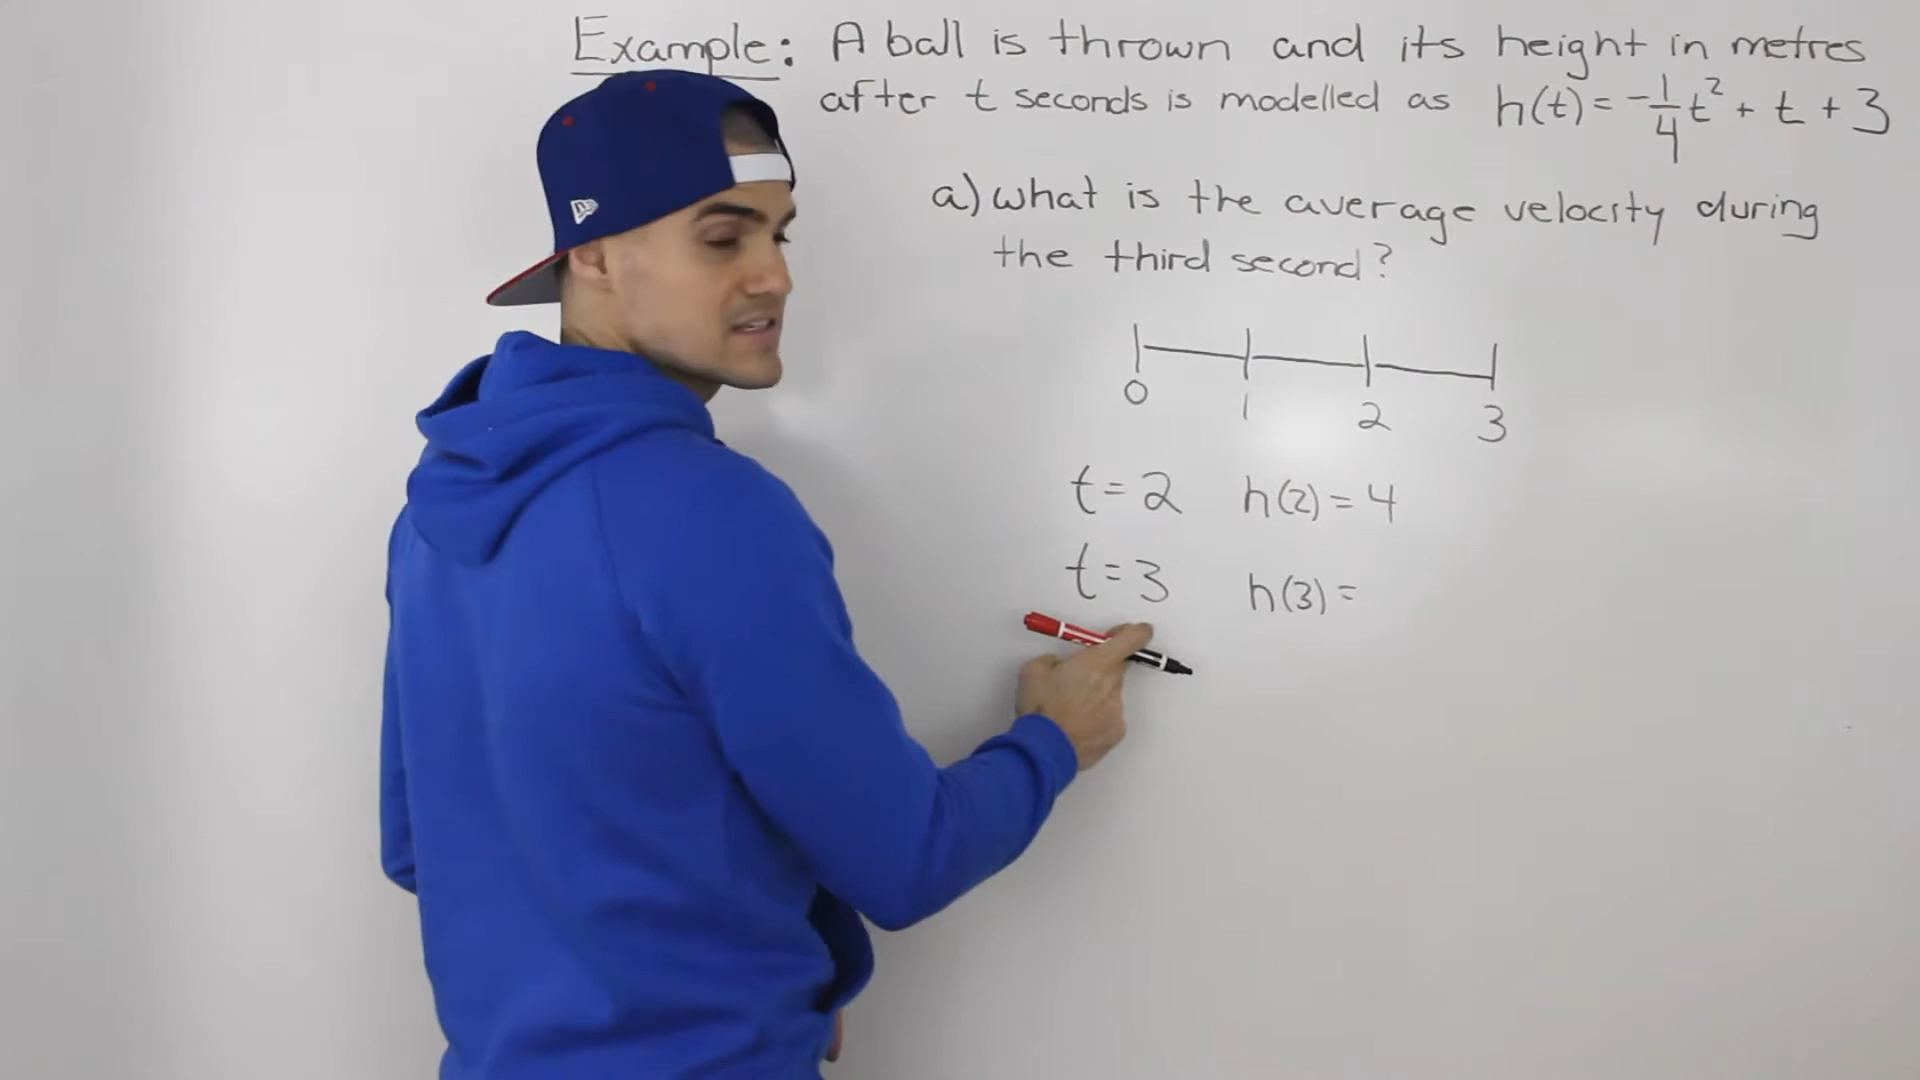 Example: A ball is thrown and its height in metres
after t seconds is modelled as h(t) = -1/4 t² + t + 3
a) what is the average velocity during
the third second?
0 1 2 3
t=2 h(2) = 4
t=3 h(3) =